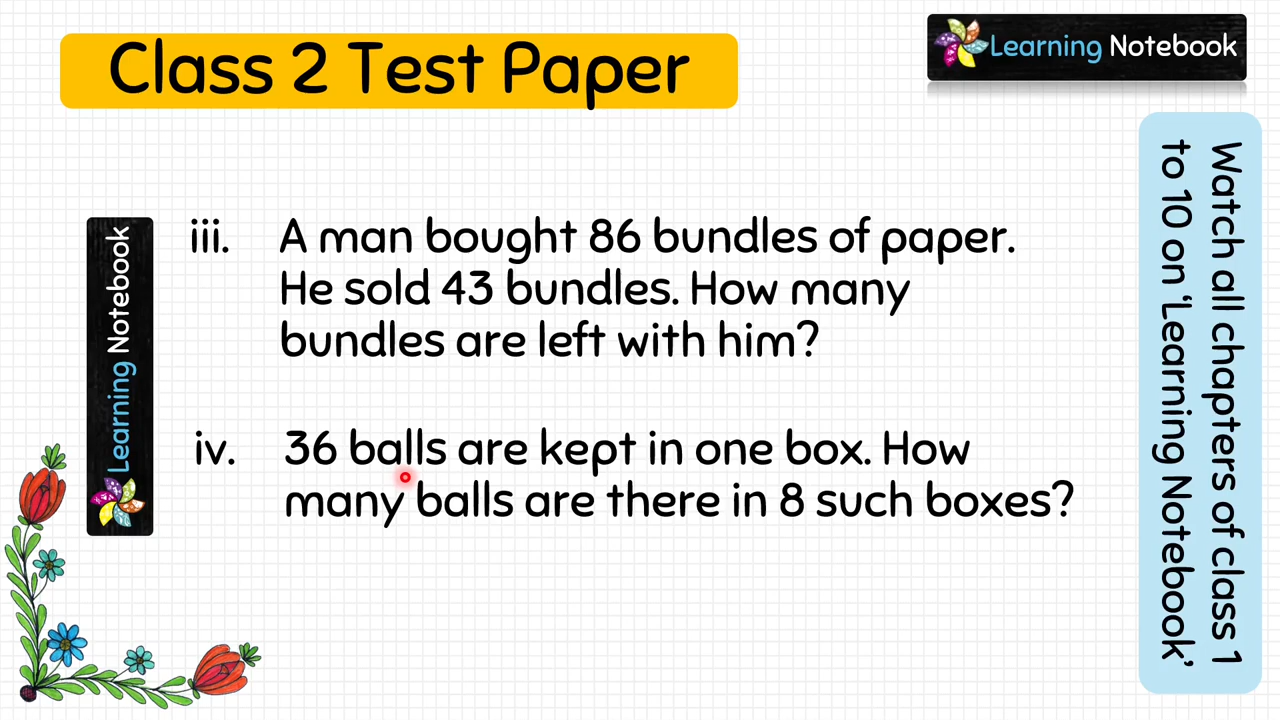 Class 2 Test Paper
Learning Notebook
iii. A man bought 86 bundles of paper.
He sold 43 bundles. How many
bundles are left with him?
iv. 36 balls are kept in one box. How
many balls are there in 8 such boxes?
Learning Notebook
Watch all chapters of class 1
to 10 on ‘Learning Notebook’